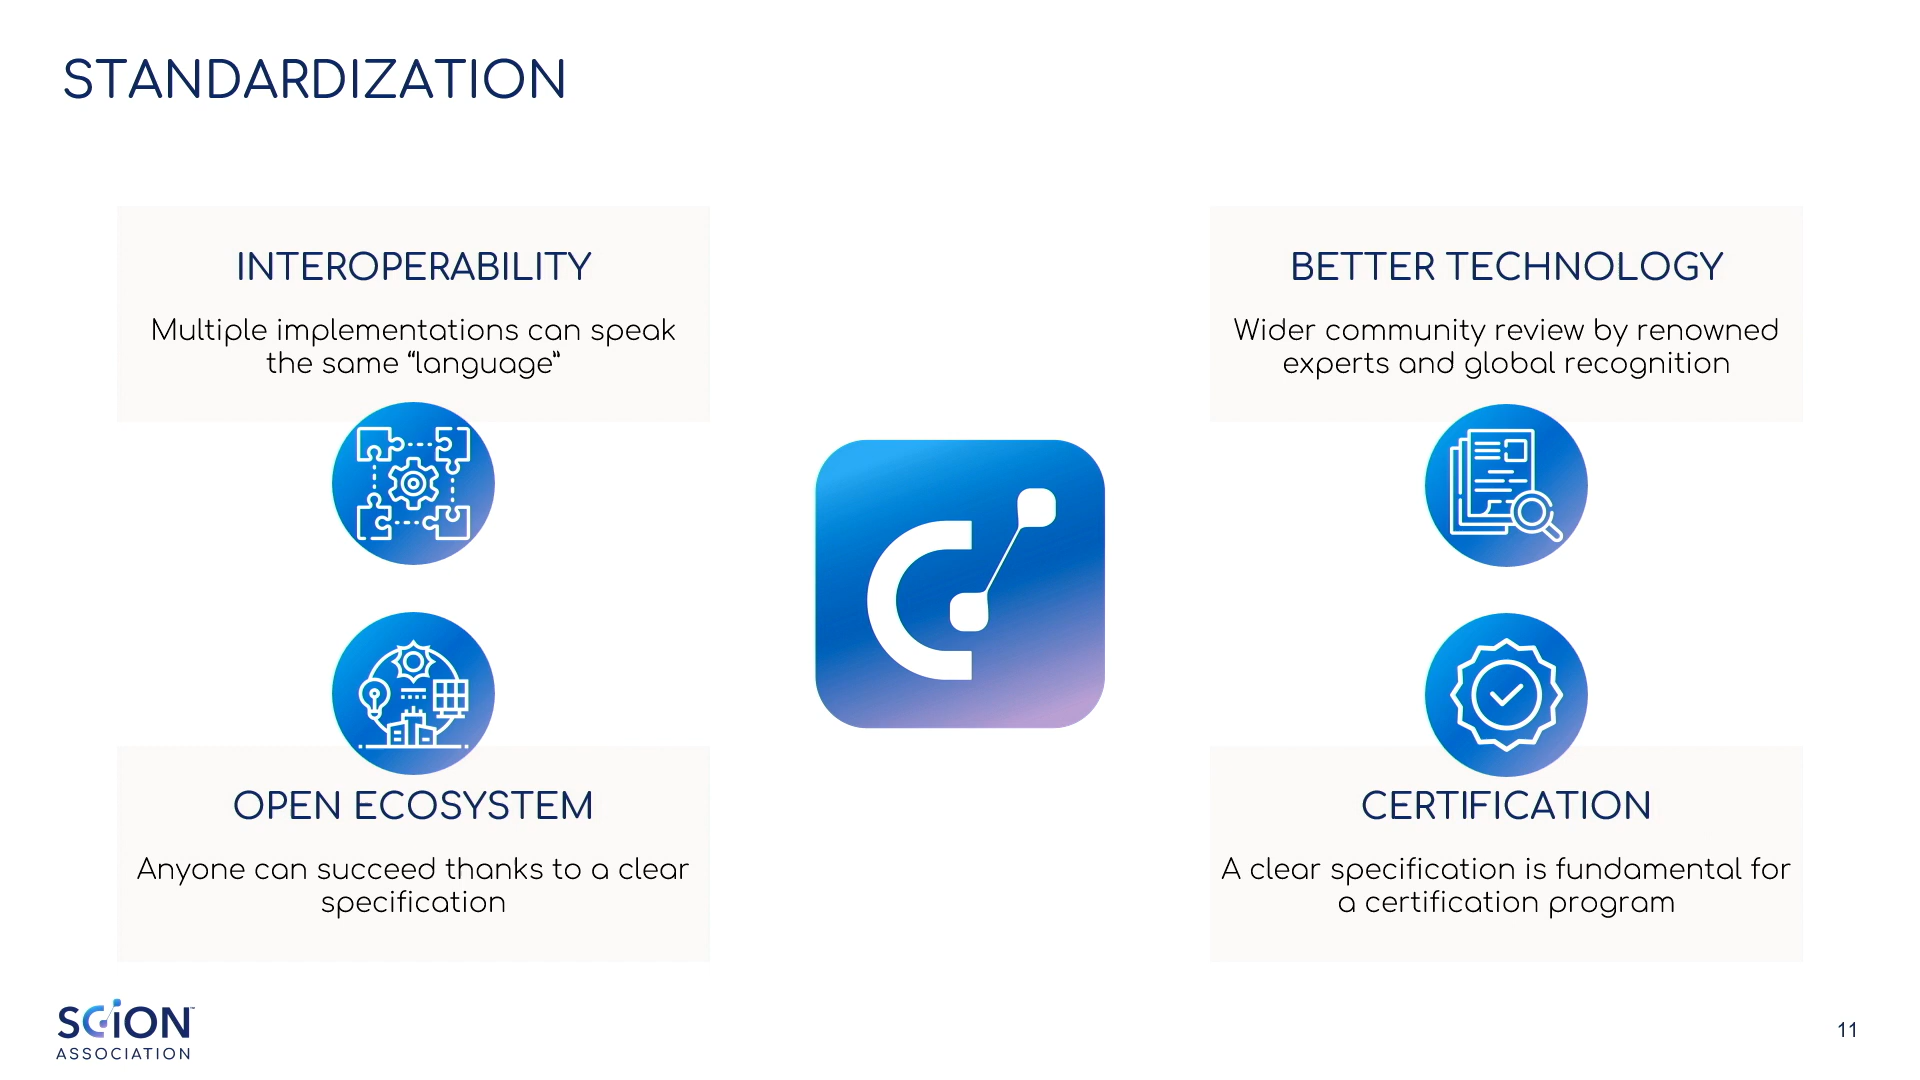 STANDARDIZATION
INTEROPERABILITY
Multiple implementations can speak
the same “language”
BETTER TECHNOLOGY
Wider community review by renowned
experts and global recognition
OPEN ECOSYSTEM
Anyone can succeed thanks to a clear
specification
CERTIFICATION
A clear specification is fundamental for
a certification program
SCiON™
ASSOCIATION
11